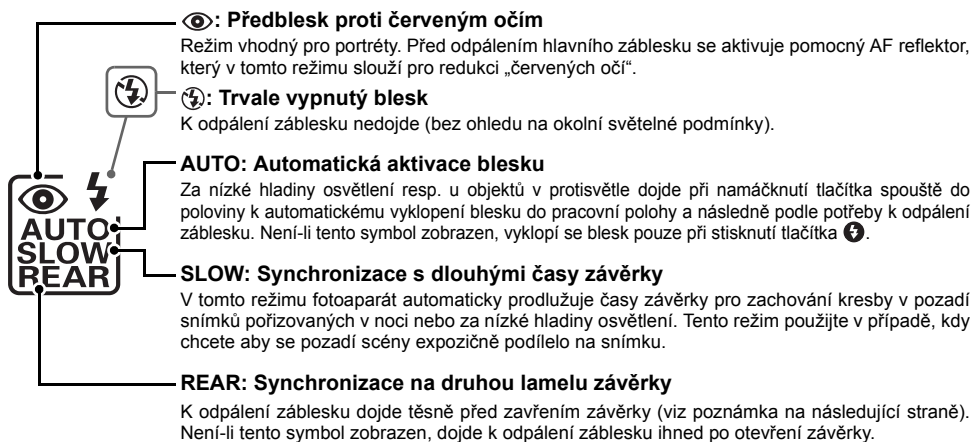 : Předblesk proti červeným očím
Režim vhodný pro portréty. Před odpálením hlavního záblesku se aktivuje pomocný AF reflektor,
který v tomto režimu slouží pro redukci „červených očí“.
: Trvale vypnutý blesk
K odpálení záblesku nedojde (bez ohledu na okolní světelné podmínky).
AUTO: Automatická aktivace blesku
Za nízké hladiny osvětlení resp. u objektů v protisvětle dojde při namáčknutí tlačítka spouště do
poloviny k automatickému vyklopení blesku do pracovní polohy a následně podle potřeby k odpálení
záblesku. Není-li tento symbol zobrazen, vyklopí se blesk pouze při stisknutí tlačítka .
SLOW: Synchronizace s dlouhými časy závěrky
V tomto režimu fotoaparát automaticky prodlužuje časy závěrky pro zachování kresby v pozadí
snímků pořizovaných v noci nebo za nízké hladiny osvětlení. Tento režim použijte v případě, kdy
chcete aby se pozadí scény expozičně podílelo na snímku.
REAR: Synchronizace na druhou lamelu závěrky
K odpálení záblesku dojde těsně před zavřením závěrky (viz poznámka na následující straně).
Není-li tento symbol zobrazen, dojde k odpálení záblesku ihned po otevření závěrky.
AUTO
SLOW
REAR